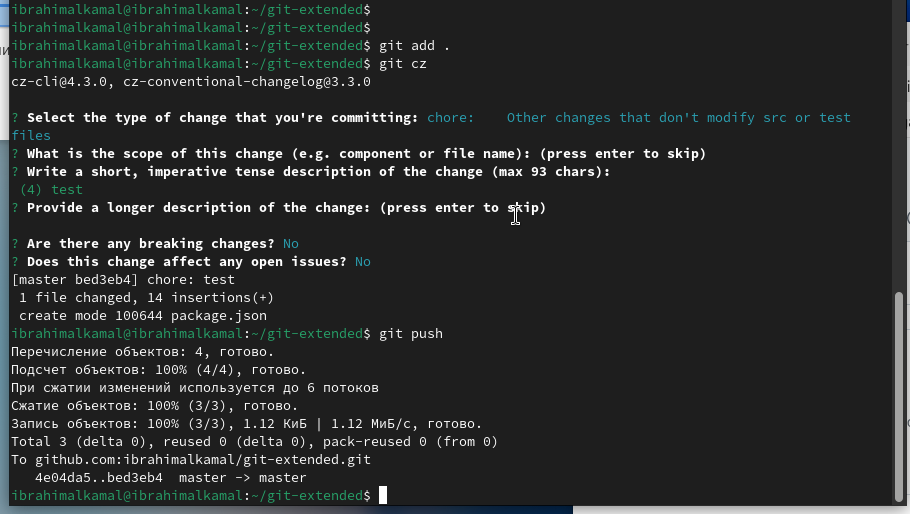 ibrahimalkamal@ibrahimalkamal:~/git-extended$
ibrahimalkamal@ibrahimalkamal:~/git-extended$
ibrahimalkamal@ibrahimalkamal:~/git-extended$ git add .
ibrahimalkamal@ibrahimalkamal:~/git-extended$ git cz
cz-cli@4.3.0, cz-conventional-changelog@3.3.0
? Select the type of change that you're committing: chore:    Other changes that don't modify src or test
files
? What is the scope of this change (e.g. component or file name): (press enter to skip)
? Write a short, imperative tense description of the change (max 93 chars):
(4) test
? Provide a longer description of the change: (press enter to skip)
? Are there any breaking changes? No
? Does this change affect any open issues? No
[master bed3eb4] chore: test
1 file changed, 14 insertions(+)
create mode 100644 package.json
ibrahimalkamal@ibrahimalkamal:~/git-extended$ git push
Перечисление объектов: 4, готово.
Подсчет объектов: 100% (4/4), готово.
При сжатии изменений используется до 6 потоков
Сжатие объектов: 100% (3/3), готово.
Запись объектов: 100% (3/3), 1.12 КиБ | 1.12 МиБ/с, готово.
Total 3 (delta 0), reused 0 (delta 0), pack-reused 0 (from 0)
To github.com:ibrahimalkamal/git-extended.git
4e04da5..bed3eb4  master -> master
ibrahimalkamal@ibrahimalkamal:~/git-extended$